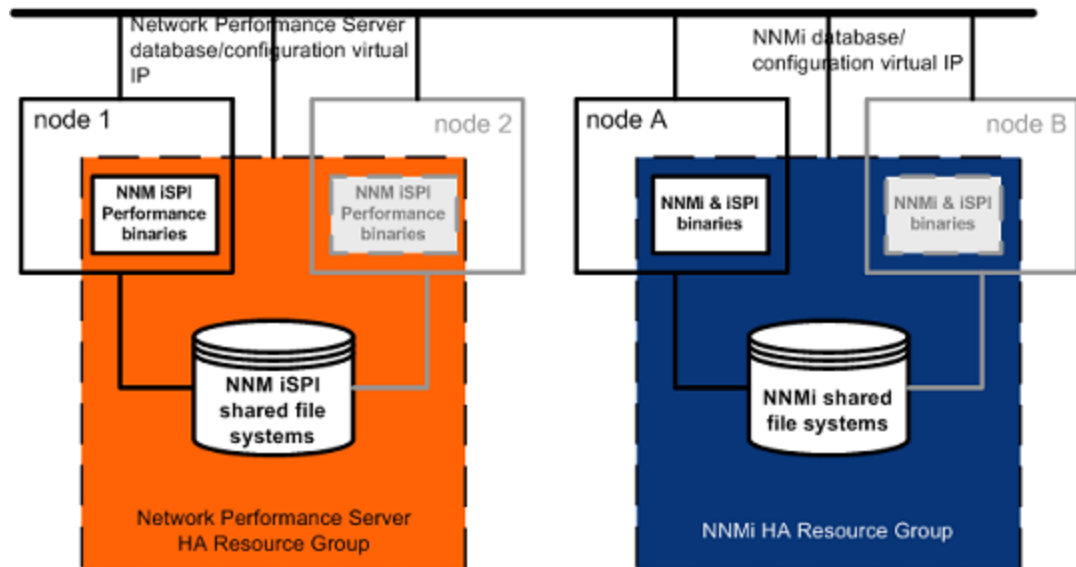 Network Performance Server
database/configuration virtual
IP
NNMi database/
configuration virtual IP
node 1
node 2
node A
node B
NNM iSPI
Performance
binaries
NNM iSPI
Performance
binaries
NNMi & iSPI
binaries
NNMi & iSPI
binaries
NNM iSPI
shared file
systems
NNMi shared
file systems
Network Performance Server
HA Resource Group
NNMi HA Resource Group